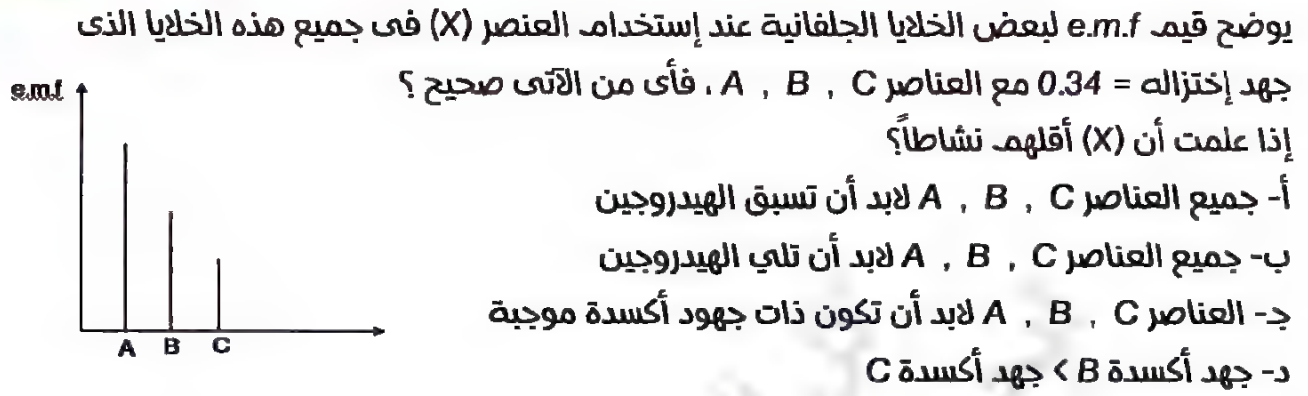 يوضح قيم e.m.f لبعض الخلايا الجلفانية عند إستخدام العنصر (X) فى جميع هذه الخلايا الذى
جهد إختزاله = 0.34 مع العناصر A , B , C ، فأى من الآتى صحيح ؟
إذا علمت أن (X) أقلهم نشاطاً؟
أ- جميع العناصر A , B , C لابد أن تسبق الهيدروجين
ب- جميع العناصر A , B , C لابد أن تلي الهيدروجين
جـ- العناصر A , B , C لابد أن تكون ذات جهود أكسدة موجبة
د- جهد أكسدة B > جهد أكسدة C
e.m.f
A B C